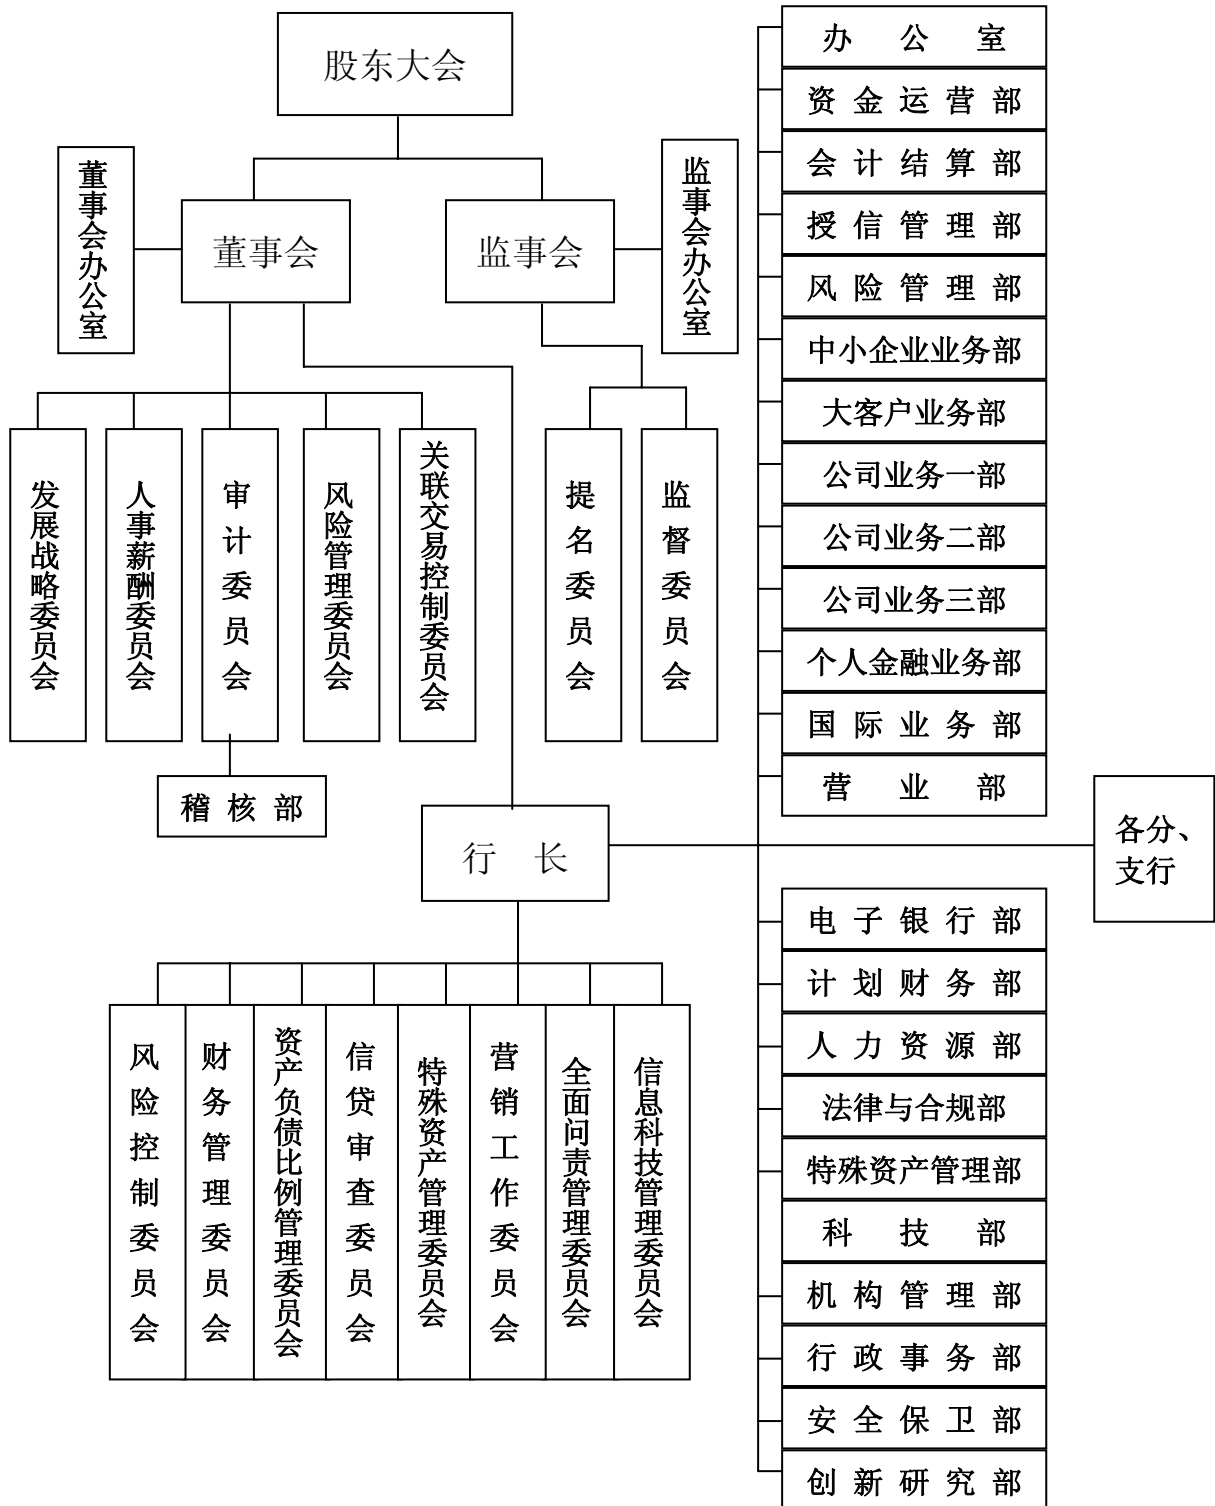 股东大会
董事会办公室
董事会
监事会
监事会办公室
发展战略委员会
人事薪酬委员会
审计委员会
风险管理委员会
关联交易控制委员会
提名委员会
监督委员会
稽核部
行 长
风险控制委员会
财务管理委员会
资产负债比例管理委员会
信贷审查委员会
特殊资产管理委员会
营销工作委员会
全面问责管理委员会
信息科技管理委员会
办公室
资金运营部
会计结算部
授信管理部
风险管理部
中小企业业务部
大客户业务部
公司业务一部
公司业务二部
公司业务三部
个人金融业务部
国际业务部
营业部
各分、
支行
电子银行部
计划财务部
人力资源部
法律与合规部
特殊资产管理部
科技部
机构管理部
行政事务部
安全保卫部
创新研究部